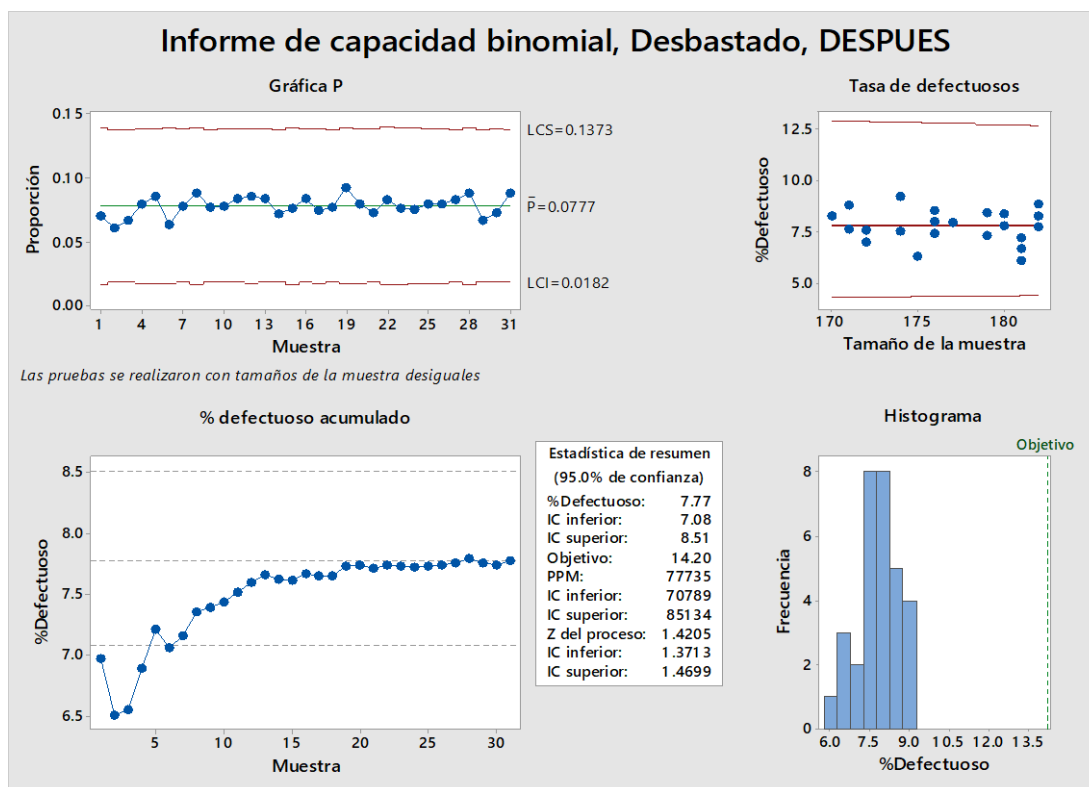 Informe de capacidad binomial, Desbastado, DESPUES
Gráfica P
Proporción
0.15
0.10
0.05
0.00
LCS=0.1373
P̄=0.0777
LCI=0.0182
1 4 7 10 13 16 19 22 25 28 31
Muestra
Las pruebas se realizaron con tamaños de la muestra desiguales
Tasa de defectuosos
%Defectuoso
12.5
10.0
7.5
5.0
170 175 180
Tamaño de la muestra
% defectuoso acumulado
%Defectuoso
8.5
8.0
7.5
7.0
6.5
5 10 15 20 25 30
Muestra
Estadística de resumen
(95.0% de confianza)
%Defectuoso: 7.77
IC inferior: 7.08
IC superior: 8.51
Objetivo: 14.20
PPM: 77735
IC inferior: 70789
IC superior: 85134
Z del proceso: 1.4205
IC inferior: 1.3713
IC superior: 1.4699
Histograma
Objetivo
Frecuencia
8
6
4
2
0
6.0 7.5 9.0 10.5 12.0 13.5
%Defectuoso